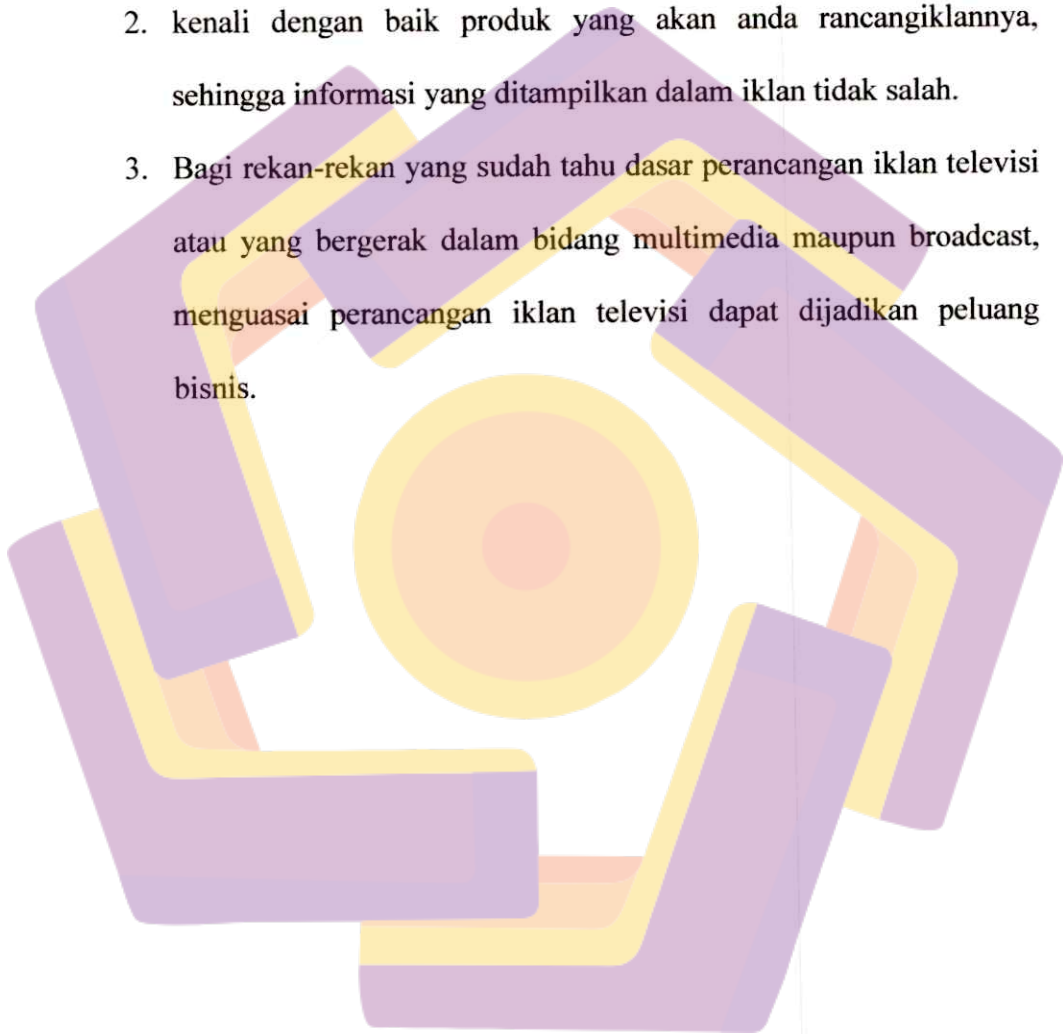 2. kenali dengan baik produk yang akan anda rancangiklannya,
sehingga informasi yang ditampilkan dalam iklan tidak salah.
3. Bagi rekan-rekan yang sudah tahu dasar perancangan iklan televisi
atau yang bergerak dalam bidang multimedia maupun broadcast,
menguasai perancangan iklan televisi dapat dijadikan peluang
bisnis.